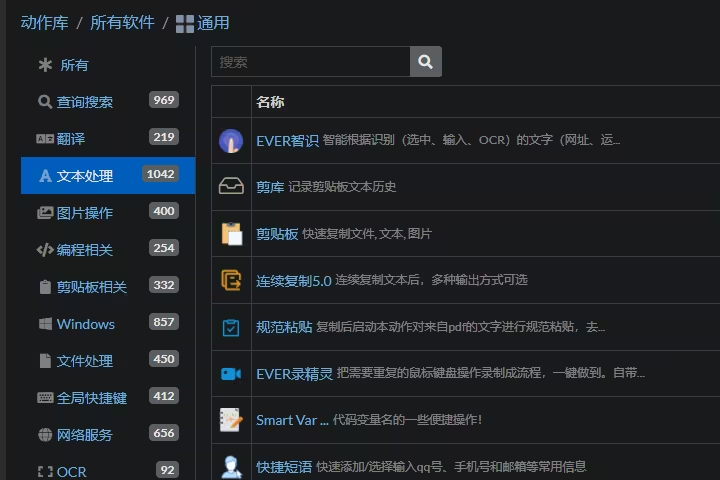 动作库 / 所有软件 / 通用
所有
查询搜索 969
翻译 219
文本处理 1042
图片操作 400
编程相关 254
剪贴板相关 332
Windows 857
文件处理 450
全局快捷键 412
网络服务 656
OCR 92
搜索
名称
EVER智识 智能根据识别（选中、输入、OCR）的文字（网址、运...
剪库 记录剪贴板文本历史
剪贴板 快速复制文件,文本,图片
连续复制5.0 连续复制文本后，多种输出方式可选
规范粘贴 复制后启动本动作对来自pdf的文字进行规范粘贴，去...
EVER录精灵 把需要重复的鼠标键盘操作录制成流程，一键做到。自带...
Smart Var ... 代码变量名的一些便捷操作！
快捷短语 快速添加/选择输入qq号、手机号和邮箱等常用信息